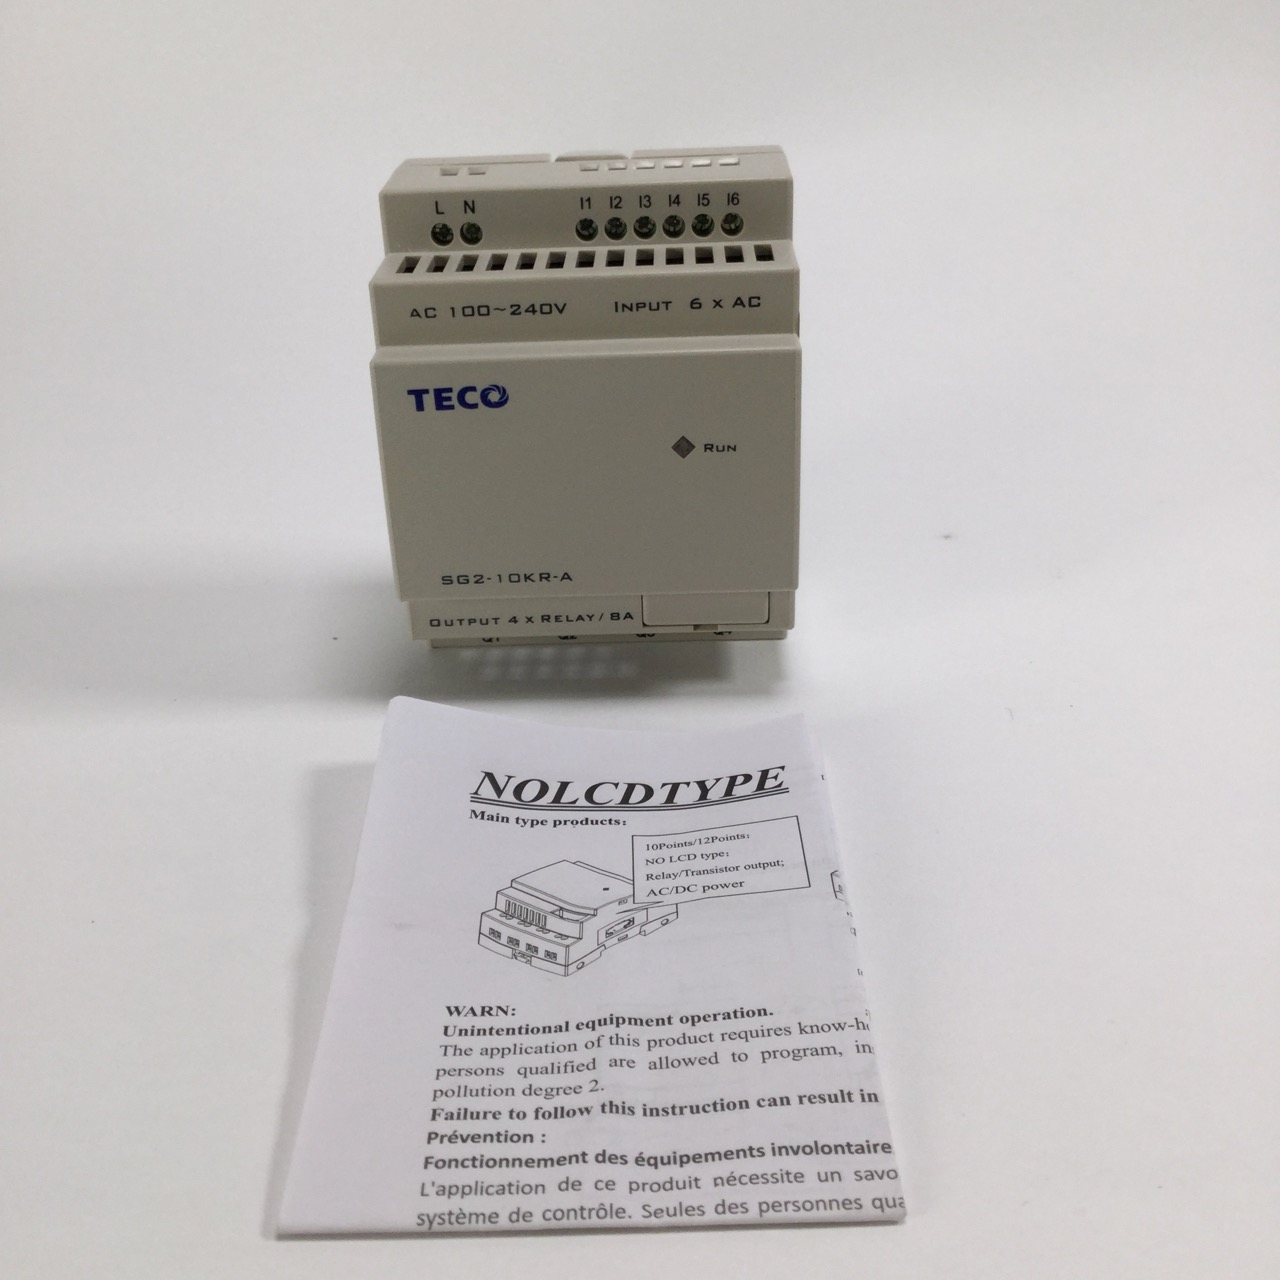 L N I1 I2 I3 I4 I5 I6
AC 100~240V INPUT 6 x AC
TECO
RUN
SG2-10KR-A
OUTPUT 4 x RELAY / 8A
Q1 Q2 Q3 Q4
NOLCDTYPE
Main type products:
10Points/12Points:
NO LCD type:
Relay/Transistor output;
AC/DC power
WARN:
Unintentional equipment operation.
The application of this product requires
persons qualified are allowed to program,
pollution degree 2.
Failure to follow this instruction can result in
Prévention :
Fonctionnement des équipements involontaire
L'application de ce produit nécessite un
système de contrôle. Seules des personnes